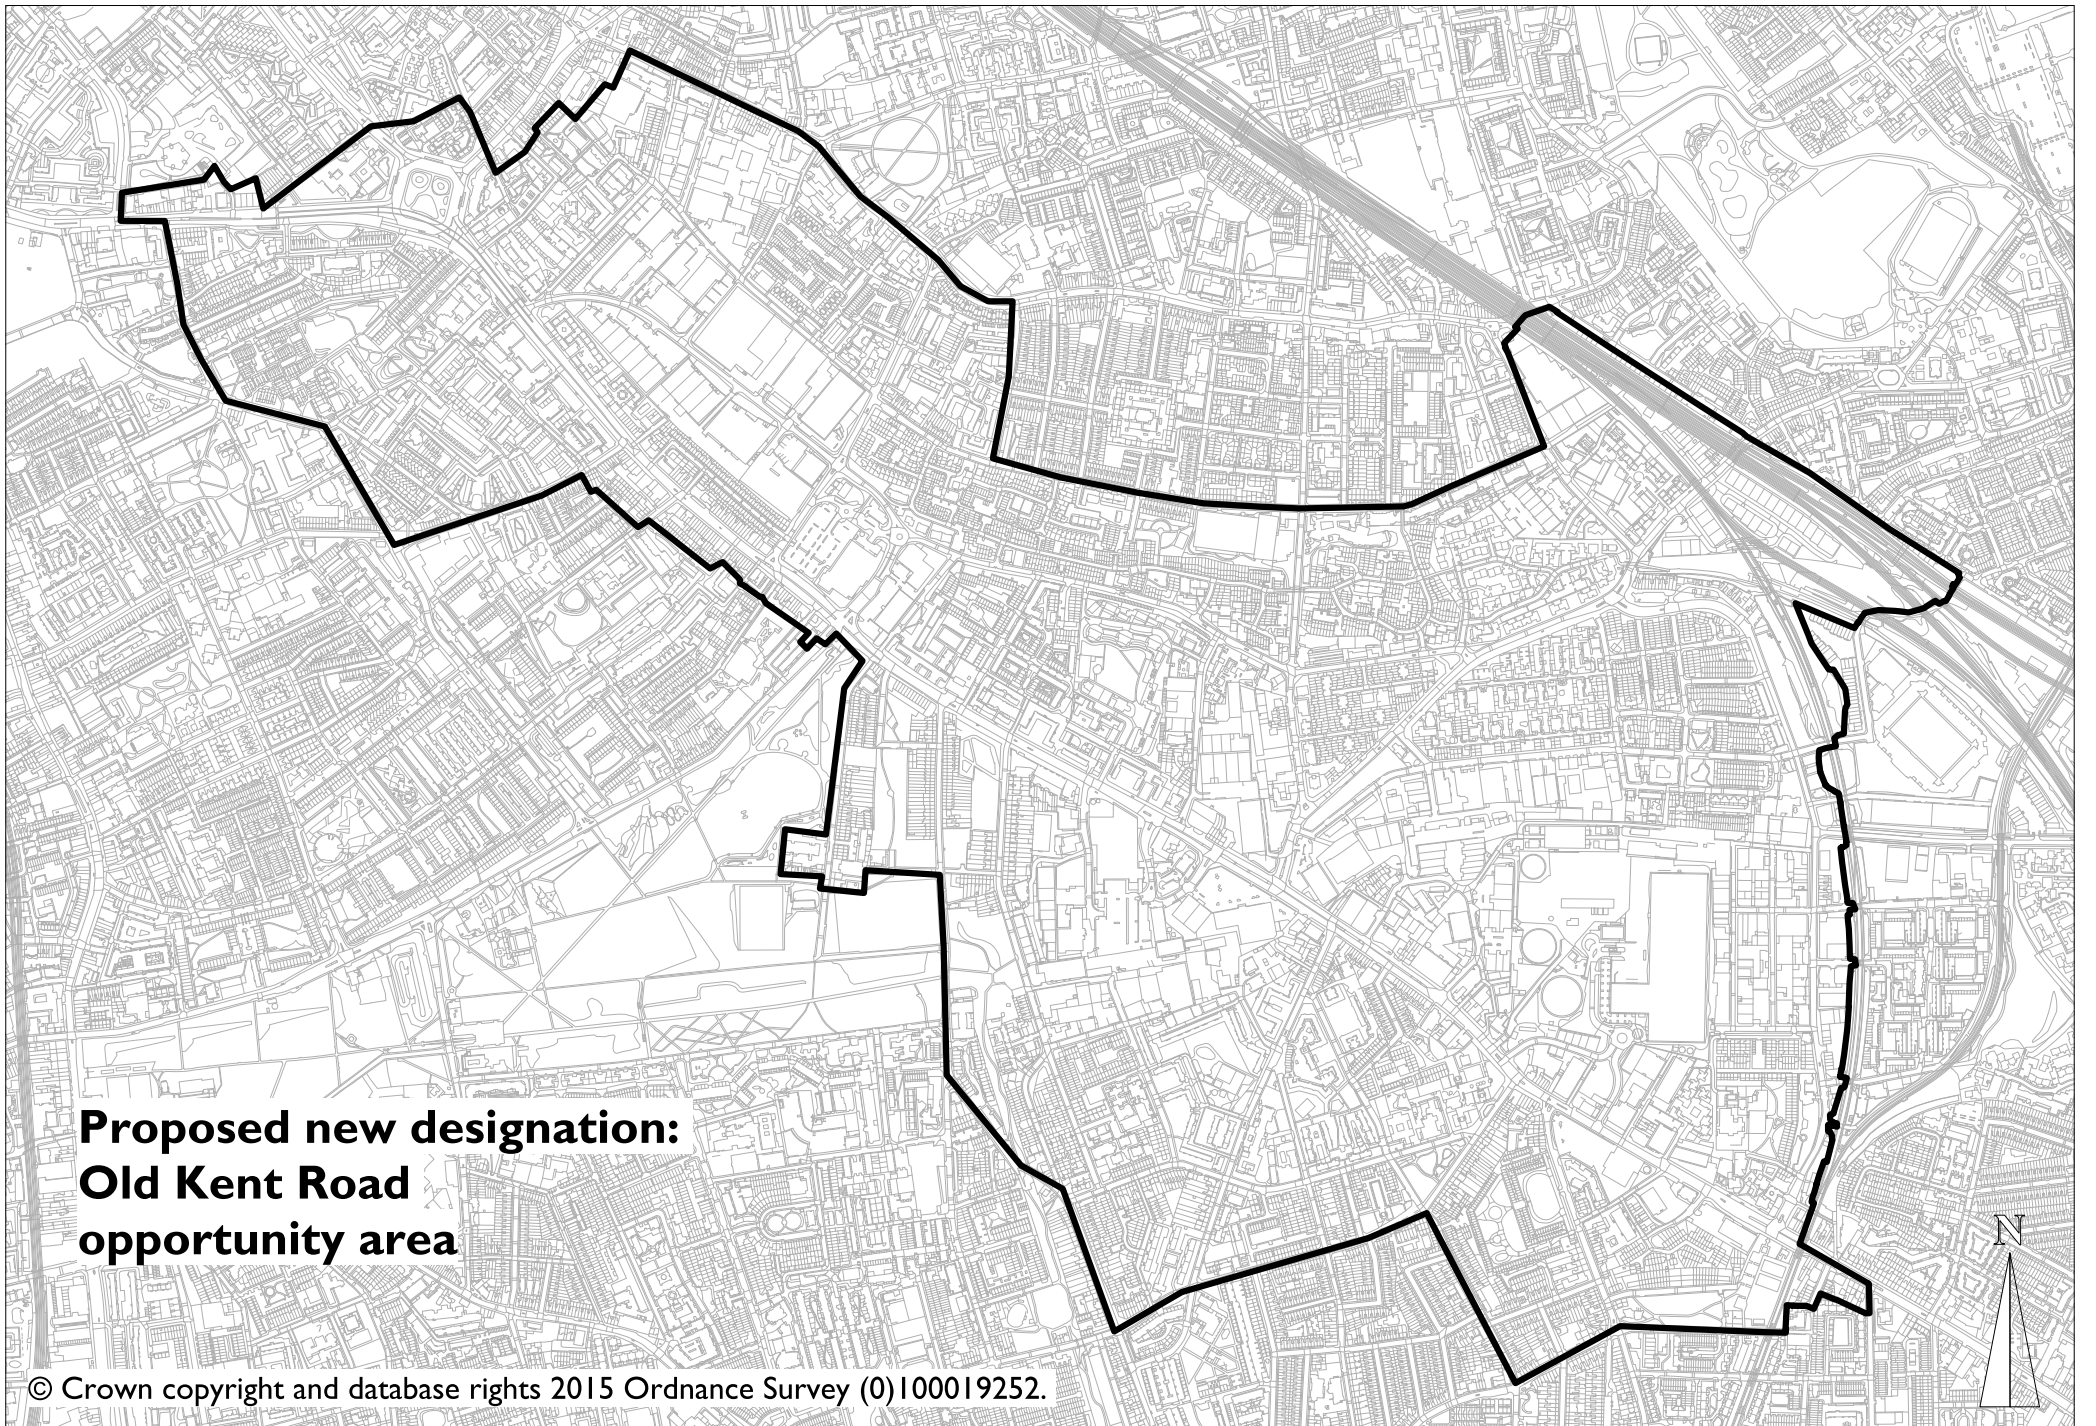 Proposed new designation:
Old Kent Road
opportunity area
N
© Crown copyright and database rights 2015 Ordnance Survey (0)100019252.